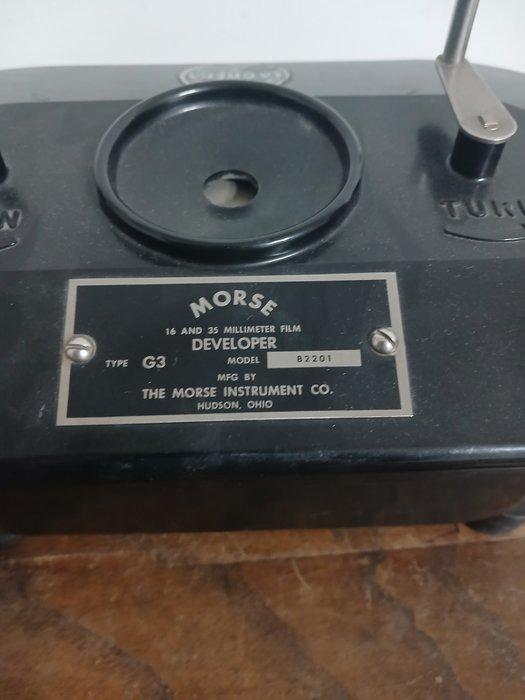 TURN
MORSE
16 AND 35 MILLIMETER FILM
DEVELOPER
TYPE G3 MODEL B2201
MFG BY
THE MORSE INSTRUMENT CO.
HUDSON, OHIO